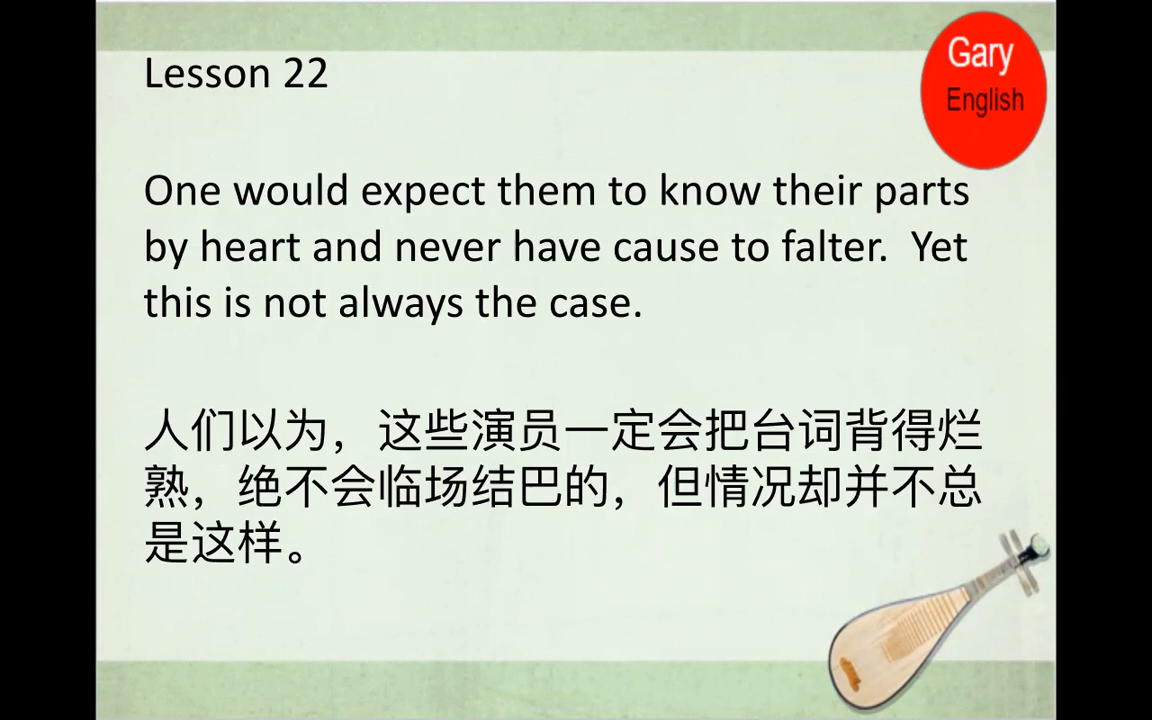 Lesson 22
Gary
English
One would expect them to know their parts
by heart and never have cause to falter.  Yet
this is not always the case.
人们以为，这些演员一定会把台词背得烂
熟，绝不会临场结巴的，但情况却并不总
是这样。